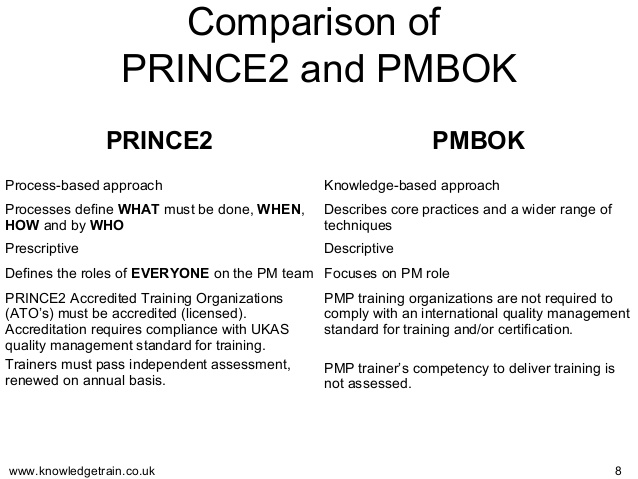 Comparison of
PRINCE2 and PMBOK
PRINCE2
PMBOK
Process-based approach
Knowledge-based approach
Processes define WHAT must be done, WHEN,
HOW and by WHO
Describes core practices and a wider range of
techniques
Prescriptive
Descriptive
Defines the roles of EVERYONE on the PM team
Focuses on PM role
PRINCE2 Accredited Training Organizations
(ATO's) must be accredited (licensed).
Accreditation requires compliance with UKAS
quality management standard for training.
PMP training organizations are not required to
comply with an international quality management
standard for training and/or certification.
Trainers must pass independent assessment,
renewed on annual basis.
PMP trainer's competency to deliver training is
not assessed.
www.knowledgetrain.co.uk
8